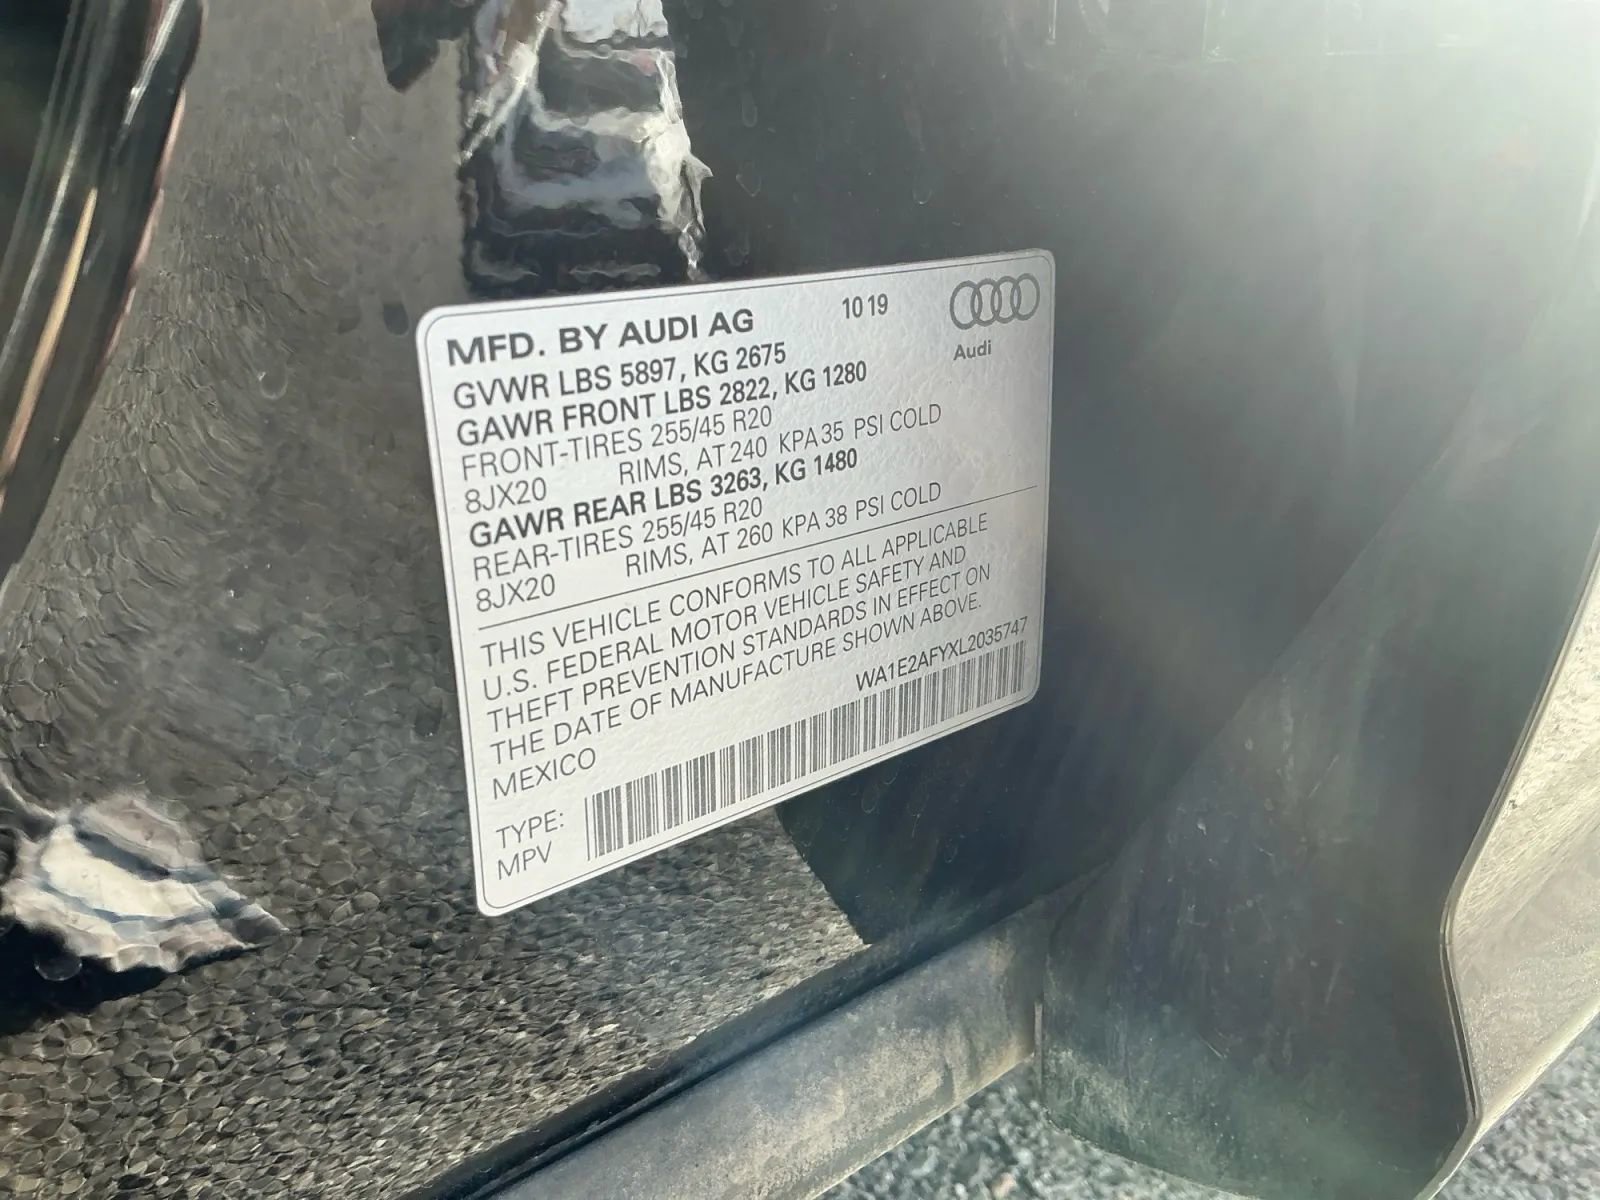 MFD. BY AUDI AG 10 19
GVWR LBS 5897, KG 2675
Audi
GAWR FRONT LBS 2822, KG 1280
FRONT-TIRES 255/45 R20
8JX20 RIMS, AT 240 KPA 35 PSI COLD
GAWR REAR LBS 3263, KG 1480
REAR-TIRES 255/45 R20
8JX20 RIMS, AT 260 KPA 38 PSI COLD
THIS VEHICLE CONFORMS TO ALL APPLICABLE
U.S. FEDERAL MOTOR VEHICLE SAFETY AND
THEFT PREVENTION STANDARDS IN EFFECT ON
THE DATE OF MANUFACTURE SHOWN ABOVE.
MEXICO WA1E2AFYXL2035747
TYPE:
MPV